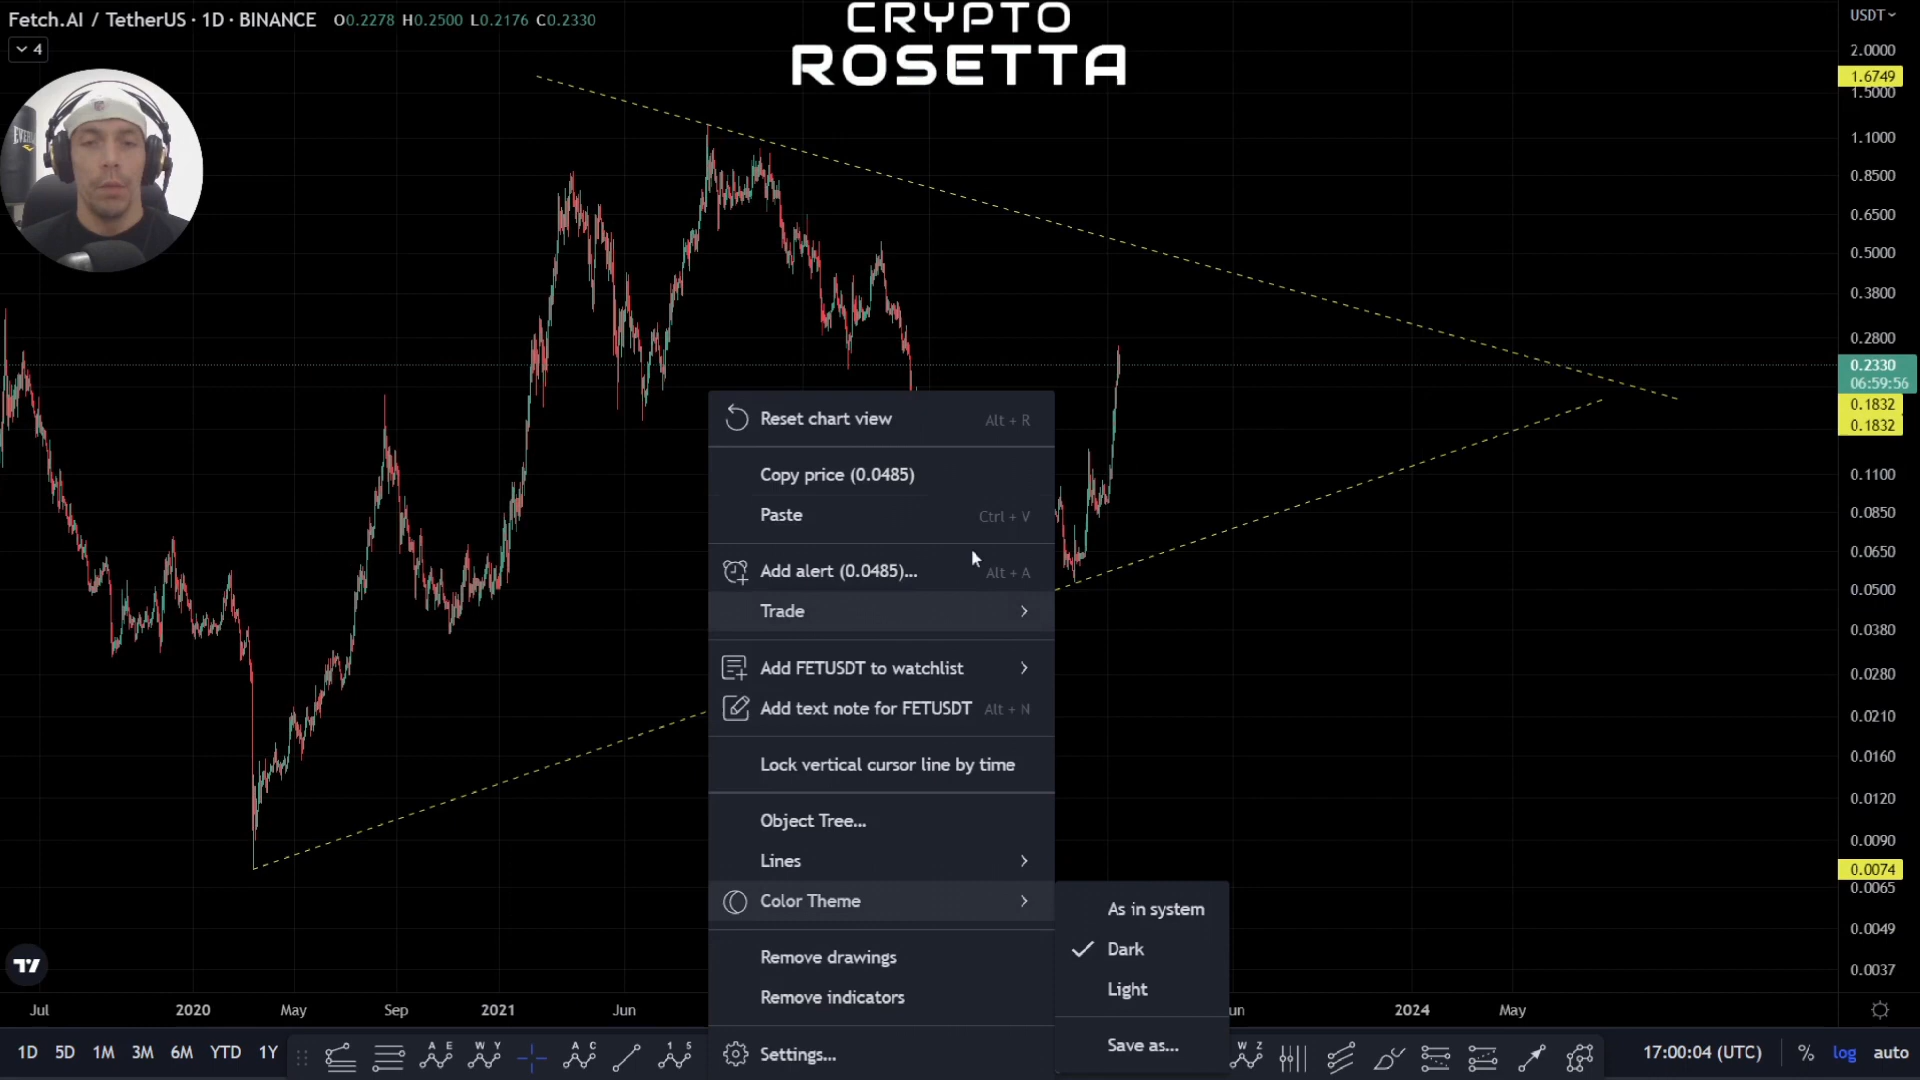 Fetch.AI / TetherUS · 1D · BINANCE O0.2278 H0.2500 L0.2176 C0.2330
4
CRYPTO
ROSETTA
USDT
2.0000
1.6749
1.5000
1.1000
0.8500
0.6500
0.5000
0.3800
0.2800
0.2330
06:59:56
0.1832
0.1832
0.1100
0.0850
0.0650
0.0500
0.0380
0.0280
0.0210
0.0160
0.0120
0.0090
0.0074
0.0065
0.0049
0.0037
Reset chart view Alt + R
Copy price (0.0485)
Paste Ctrl + V
Add alert (0.0485)... Alt + A
Trade
Add FETUSDT to watchlist
Add text note for FETUSDT Alt + N
Lock vertical cursor line by time
Object Tree...
Lines
Color Theme
Remove drawings
Remove indicators
Settings...
As in system
Dark
Light
Save as...
Jul 2020 May Sep 2021 Jun un 2024 May
1D 5D 1M 3M 6M YTD 1Y
A E
W Y
A C
1 5
W Z
17:00:04 (UTC) % log auto